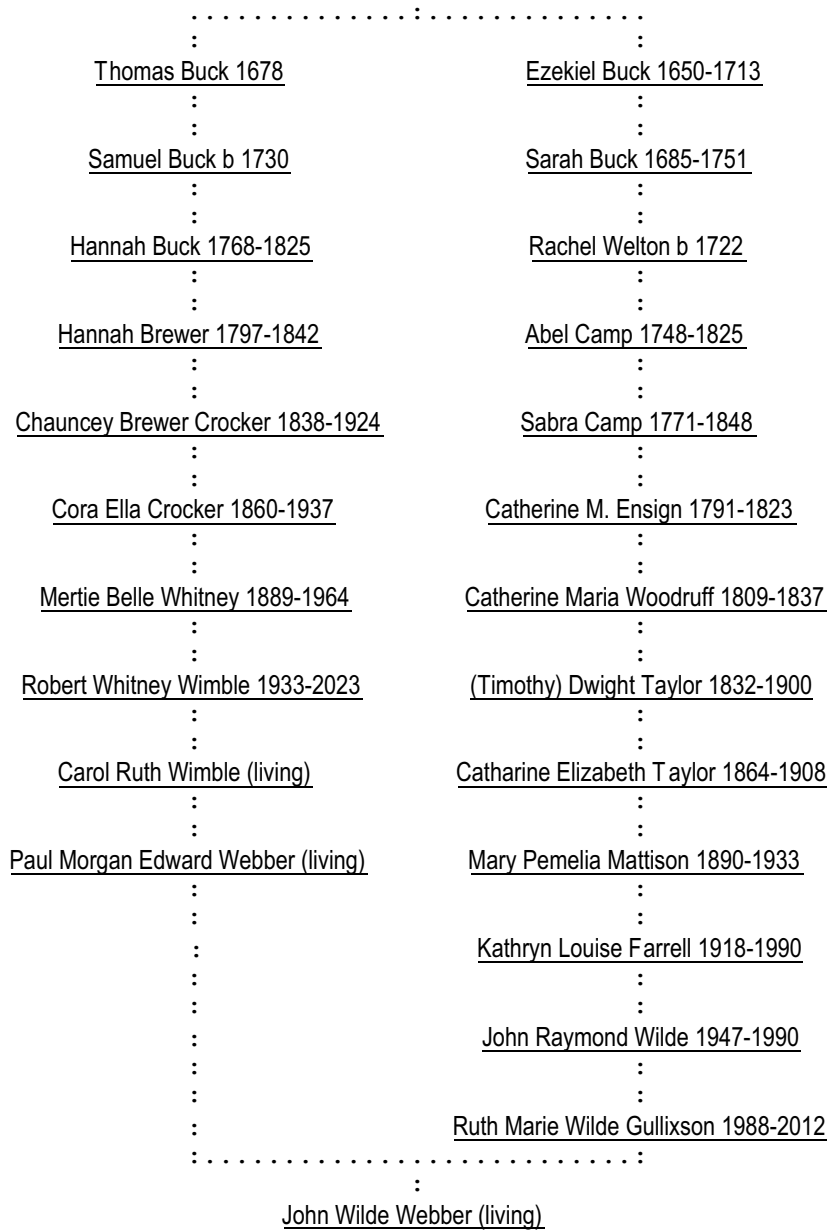 Thomas Buck 1678 Ezekiel Buck 1650-1713
Samuel Buck b 1730 Sarah Buck 1685-1751
Hannah Buck 1768-1825 Rachel Welton b 1722
Hannah Brewer 1797-1842 Abel Camp 1748-1825
Chauncey Brewer Crocker 1838-1924 Sabra Camp 1771-1848
Cora Ella Crocker 1860-1937 Catherine M. Ensign 1791-1823
Mertie Belle Whitney 1889-1964 Catherine Maria Woodruff 1809-1837
Robert Whitney Wimble 1933-2023 (Timothy) Dwight Taylor 1832-1900
Carol Ruth Wimble (living) Catharine Elizabeth Taylor 1864-1908
Paul Morgan Edward Webber (living) Mary Pemelia Mattison 1890-1933
Kathryn Louise Farrell 1918-1990
John Raymond Wilde 1947-1990
Ruth Marie Wilde Gullixson 1988-2012
John Wilde Webber (living)